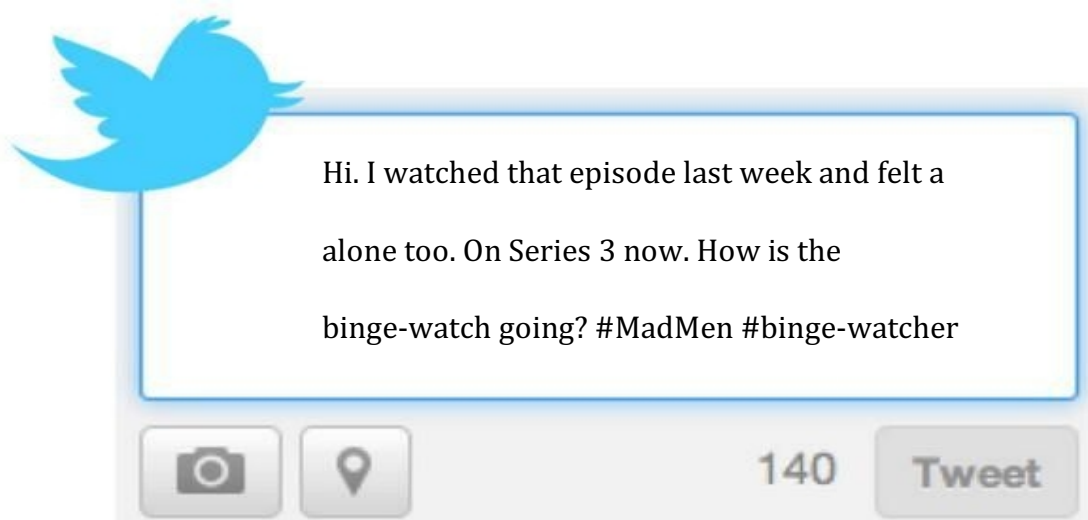 Hi. I watched that episode last week and felt a
alone too. On Series 3 now. How is the
binge-watch going? #MadMen #binge-watcher
140 Tweet